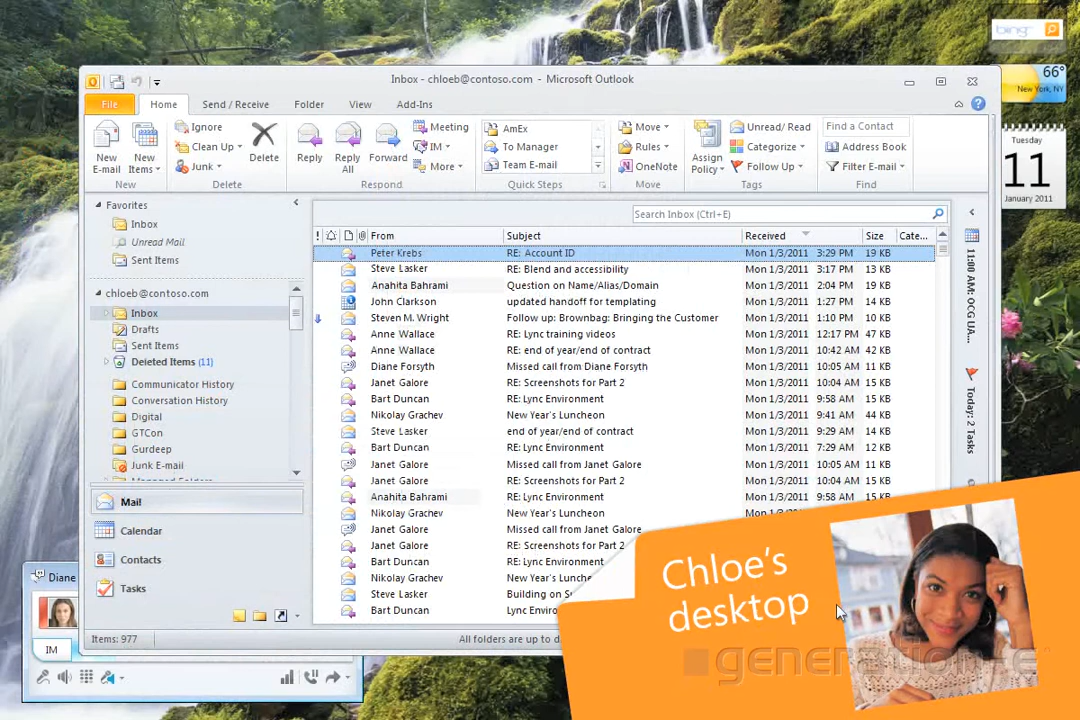 bing
66°
New York, NY
Tuesday
11
January 2011
Inbox - chloeb@contoso.com - Microsoft Outlook
File Home Send / Receive Folder View Add-Ins
New E-mail
New Items
New
Ignore
Clean Up
Junk
Delete
Delete
Reply
Reply All
Forward
Meeting
IM
More
Respond
AmEx
To Manager
Team E-mail
Quick Steps
Move
Rules
OneNote
Move
Assign Policy
Unread/ Read
Categorize
Follow Up
Tags
Find a Contact
Address Book
Filter E-mail
Find
Favorites
Inbox
Unread Mail
Sent Items
chloeb@contoso.com
Inbox
Drafts
Sent Items
Deleted Items (11)
Communicator History
Conversation History
Digital
GTCon
Gurdeep
Junk E-mail
Managed Folders
Mail
Calendar
Contacts
Tasks
Search Inbox (Ctrl+E)
! From Subject Received Size Cate...
Peter Krebs RE: Account ID Mon 1/3/2011 3:29 PM 19 KB
Steve Lasker RE: Blend and accessibility Mon 1/3/2011 3:17 PM 13 KB
Anahita Bahrami Question on Name/Alias/Domain Mon 1/3/2011 2:04 PM 19 KB
John Clarkson updated handoff for templating Mon 1/3/2011 1:27 PM 14 KB
Steven M. Wright Follow up: Brownbag: Bringing the Customer Mon 1/3/2011 1:10 PM 10 KB
Anne Wallace RE: Lync training videos Mon 1/3/2011 12:17 PM 47 KB
Anne Wallace RE: end of year/end of contract Mon 1/3/2011 10:42 AM 42 KB
Diane Forsyth Missed call from Diane Forsyth Mon 1/3/2011 10:05 AM 11 KB
Janet Galore RE: Screenshots for Part 2 Mon 1/3/2011 10:04 AM 15 KB
Bart Duncan RE: Lync Environment Mon 1/3/2011 9:58 AM 15 KB
Nikolay Grachev New Year's Luncheon Mon 1/3/2011 9:41 AM 44 KB
Steve Lasker end of year/end of contract Mon 1/3/2011 9:29 AM 14 KB
Bart Duncan RE: Lync Environment Mon 1/3/2011 7:29 AM 12 KB
Janet Galore Missed call from Janet Galore Mon 1/3/2011 10:05 AM 11 KB
Janet Galore RE: Screenshots for Part 2 Mon 1/3/2011 10:04 AM 15 KB
Anahita Bahrami RE: Lync Environment Mon 1/3/2011 9:58 AM 15 KB
Nikolay Grachev New Year's Luncheon
Janet Galore Missed call from Janet Galore
Janet Galore RE: Screenshots for Part 2
Bart Duncan RE: Lync Environment
Nikolay Grachev New Year's Luncheon
Steve Lasker Building on S
Bart Duncan RE: Lync Enviro
11:00 AM: OCG UA...
Today: 2 Tasks
Items: 977
All folders are up to d
Diane
IM
Chloe's
desktop
generation-e